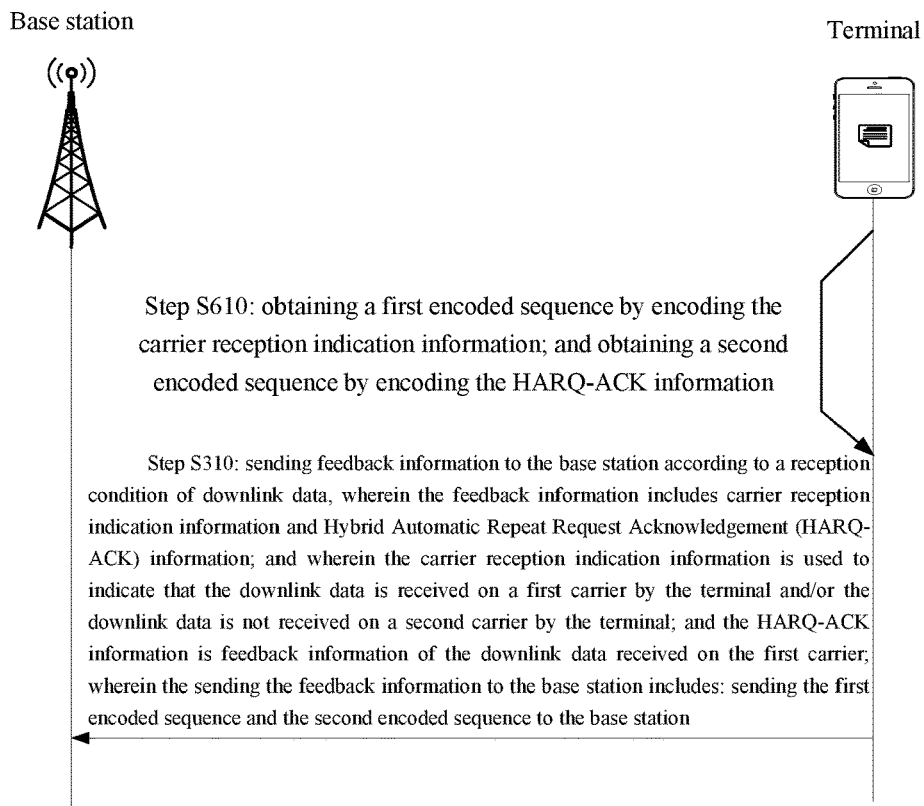 Base station
Terminal
Step S610: obtaining a first encoded sequence by encoding the
carrier reception indication information; and obtaining a second
encoded sequence by encoding the HARQ-ACK information
Step S310: sending feedback information to the base station according to a reception
condition of downlink data, wherein the feedback information includes carrier reception
indication information and Hybrid Automatic Repeat Request Acknowledgement (HARQ-
ACK) information; and wherein the carrier reception indication information is used to
indicate that the downlink data is received on a first carrier by the terminal and/or the
downlink data is not received on a second carrier by the terminal; and the HARQ-ACK
information is feedback information of the downlink data received on the first carrier;
wherein the sending the feedback information to the base station includes: sending the first
encoded sequence and the second encoded sequence to the base station